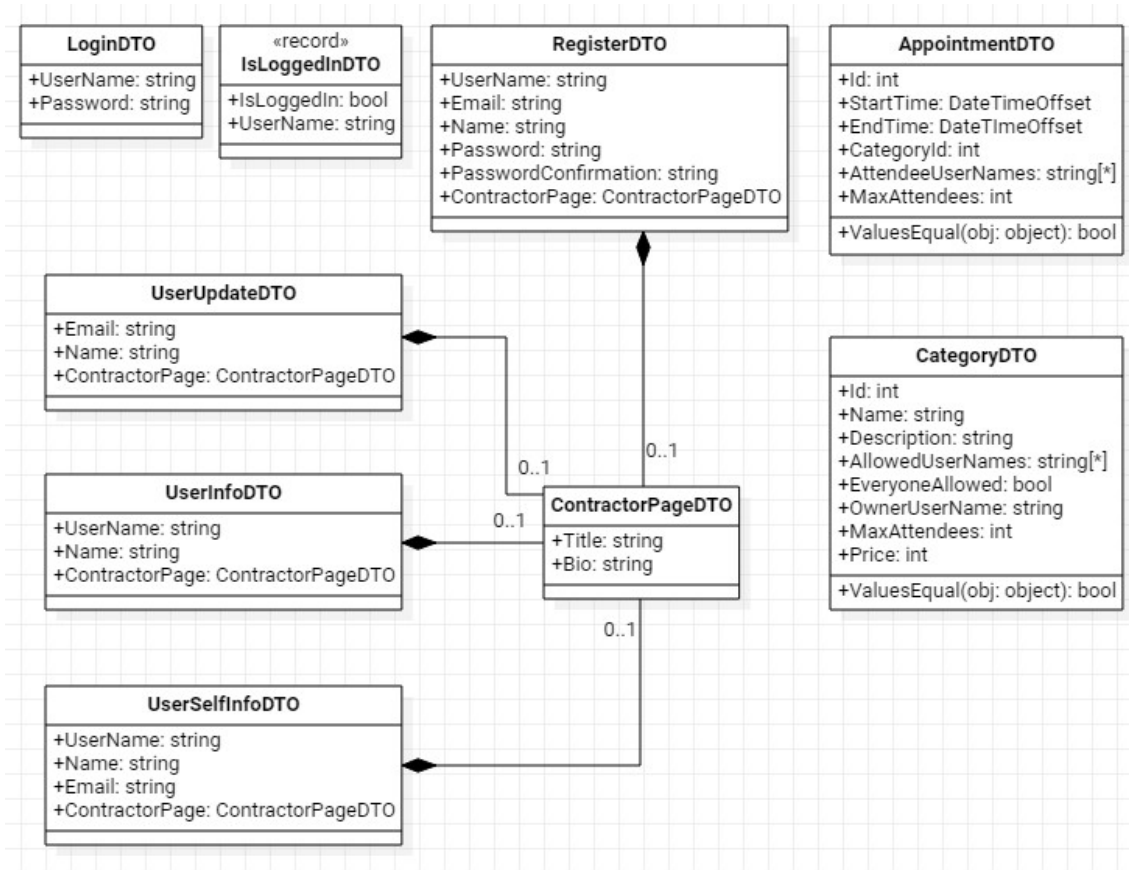 LoginDTO
+UserName: string
+Password: string
«record»
IsLoggedInDTO
+IsLoggedIn: bool
+UserName: string
RegisterDTO
+UserName: string
+Email: string
+Name: string
+Password: string
+PasswordConfirmation: string
+ContractorPage: ContractorPageDTO
AppointmentDTO
+Id: int
+StartTime: DateTimeOffset
+EndTime: DateTImeOffset
+CategoryId: int
+AttendeeUserNames: string[*]
+MaxAttendees: int
+ValuesEqual(obj: object): bool
UserUpdateDTO
+Email: string
+Name: string
+ContractorPage: ContractorPageDTO
0..1
0..1
UserInfoDTO
+UserName: string
+Name: string
+ContractorPage: ContractorPageDTO
0..1
ContractorPageDTO
+Title: string
+Bio: string
0..1
CategoryDTO
+Id: int
+Name: string
+Description: string
+AllowedUserNames: string[*]
+EveryoneAllowed: bool
+OwnerUserName: string
+MaxAttendees: int
+Price: int
+ValuesEqual(obj: object): bool
UserSelfInfoDTO
+UserName: string
+Name: string
+Email: string
+ContractorPage: ContractorPageDTO